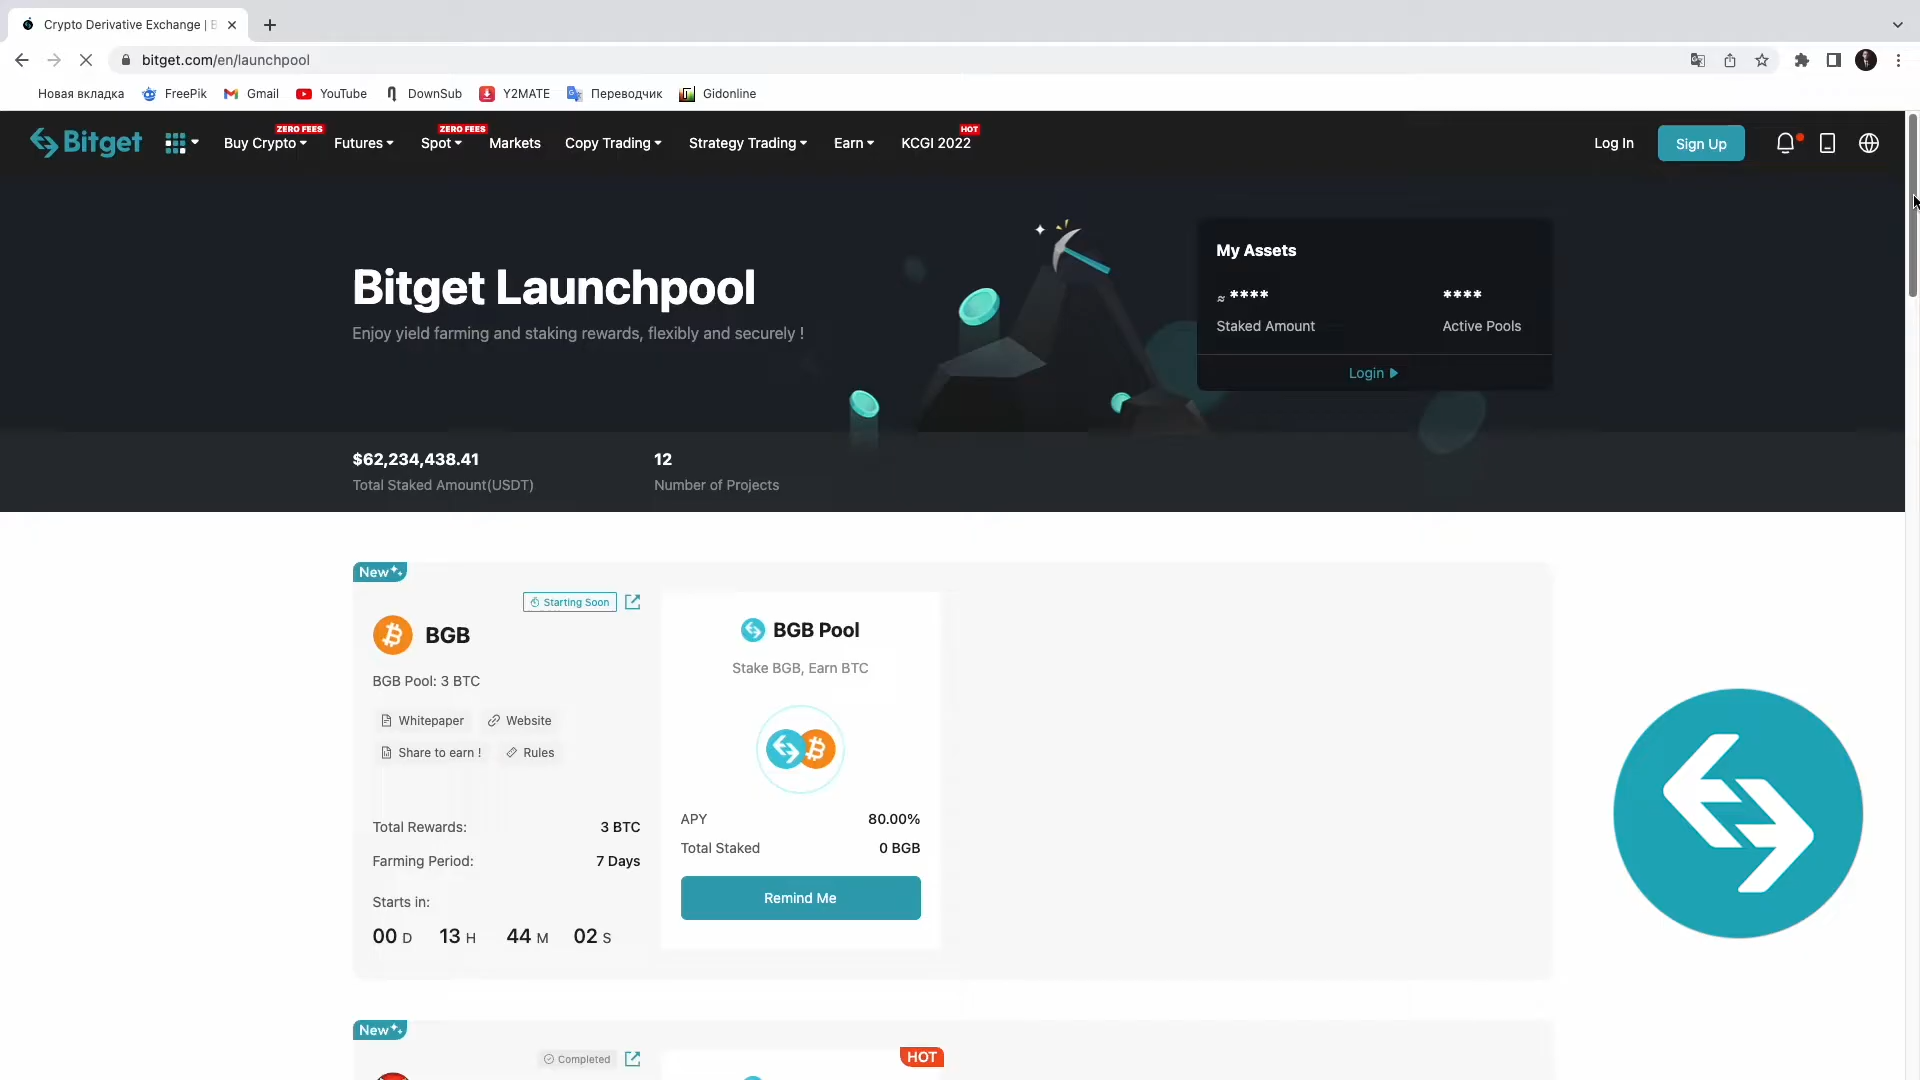 Crypto Derivative Exchange | B
bitget.com/en/launchpool
Новая вкладка FreePik Gmail YouTube DownSub Y2MATE Переводчик Gidonline
Bitget
Buy Crypto ZERO FEES Futures Spot ZERO FEES Markets Copy Trading Strategy Trading Earn KCGI 2022 HOT Log In Sign Up
Bitget Launchpool
Enjoy yield farming and staking rewards, flexibly and securely !
My Assets
≈ **** ****
Staked Amount Active Pools
Login
$62,234,438.41 12
Total Staked Amount(USDT) Number of Projects
New
Starting Soon
BGB
BGB Pool: 3 BTC
Whitepaper Website
Share to earn ! Rules
Total Rewards: 3 BTC
Farming Period: 7 Days
Starts in:
00 D 13 H 44 M 02 S
BGB Pool
Stake BGB, Earn BTC
APY 80.00%
Total Staked 0 BGB
Remind Me
New
Completed
HOT